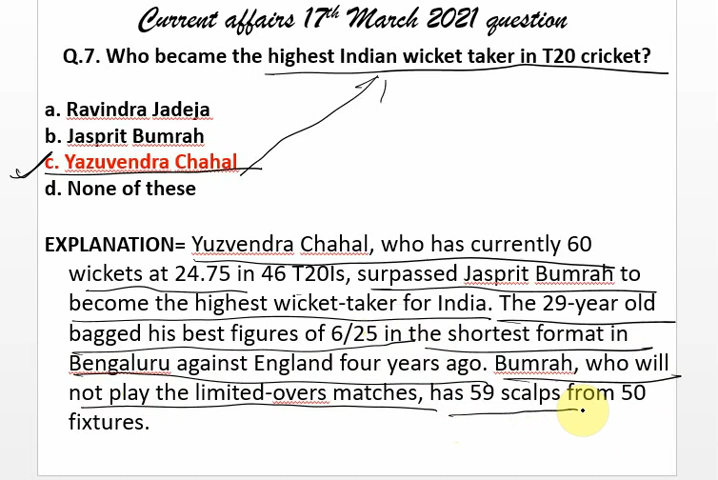 Current affairs 17th March 2021 question
Q.7. Who became the highest Indian wicket taker in T20 cricket?
a. Ravindra Jadeja
b. Jasprit Bumrah
c. Yazuvendra Chahal
d. None of these
EXPLANATION= Yuzvendra Chahal, who has currently 60
wickets at 24.75 in 46 T20Is, surpassed Jasprit Bumrah to
become the highest wicket-taker for India. The 29-year old
bagged his best figures of 6/25 in the shortest format in
Bengaluru against England four years ago. Bumrah, who will
not play the limited-overs matches, has 59 scalps from 50
fixtures.